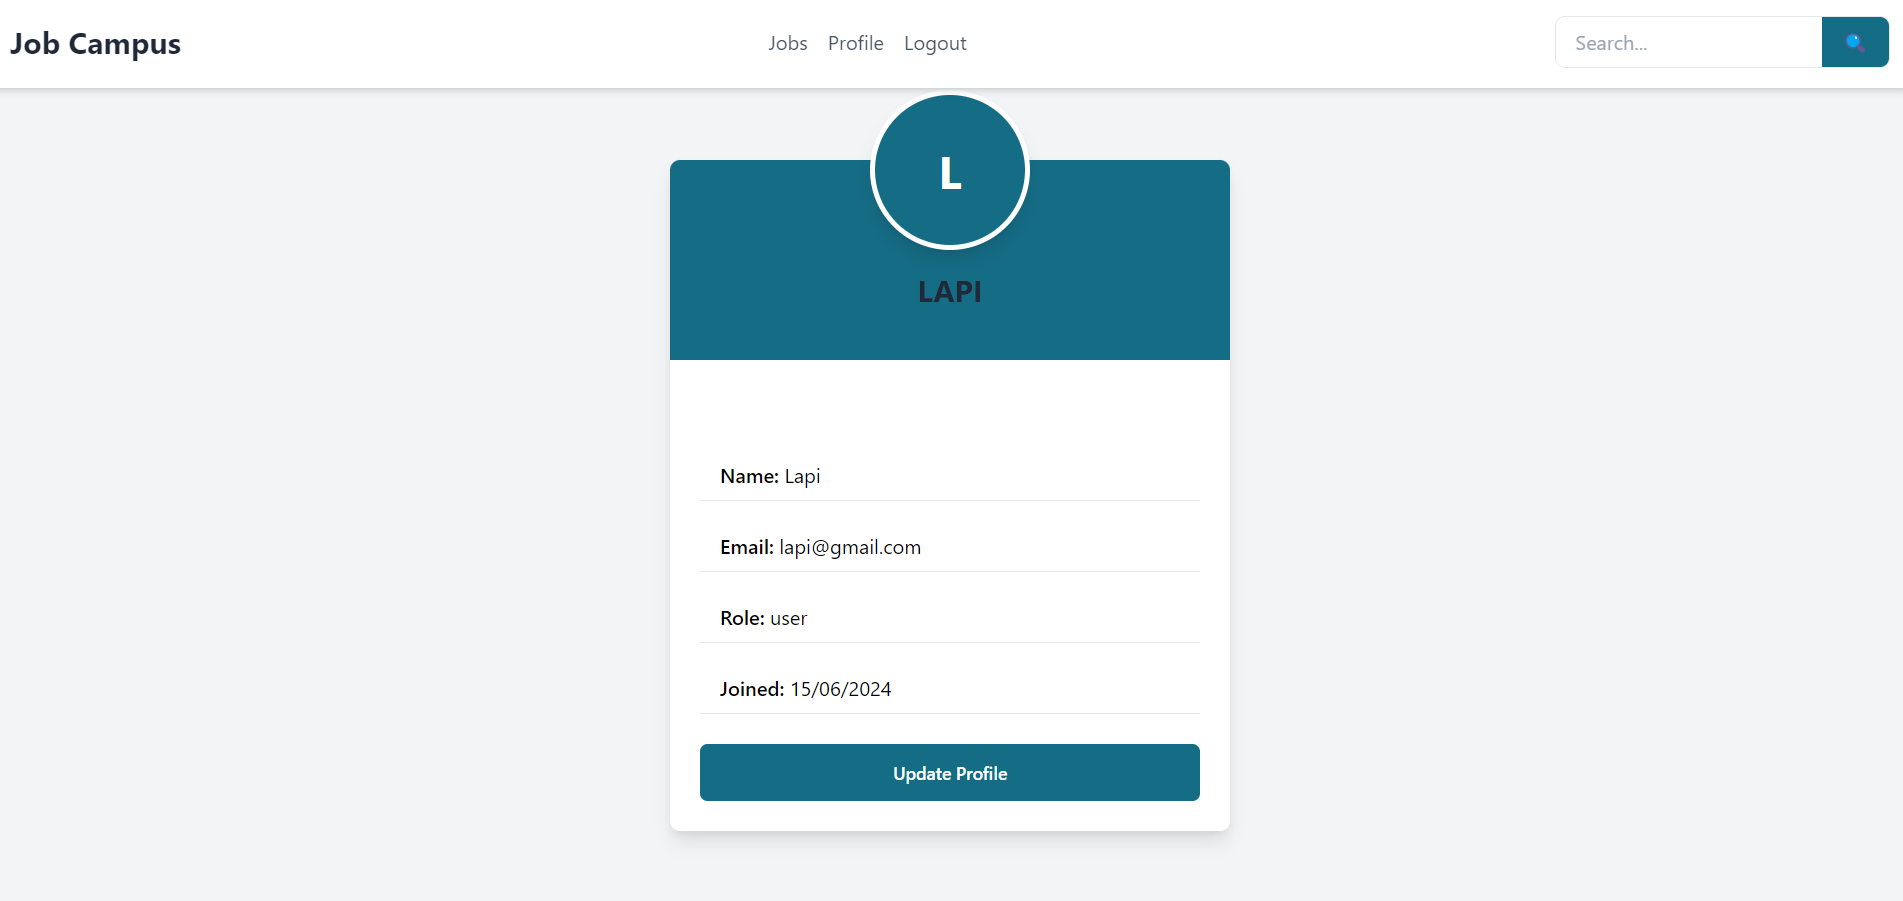 Job Campus
Jobs Profile Logout
Search...
L
LAPI
Name: Lapi
Email: lapi@gmail.com
Role: user
Joined: 15/06/2024
Update Profile